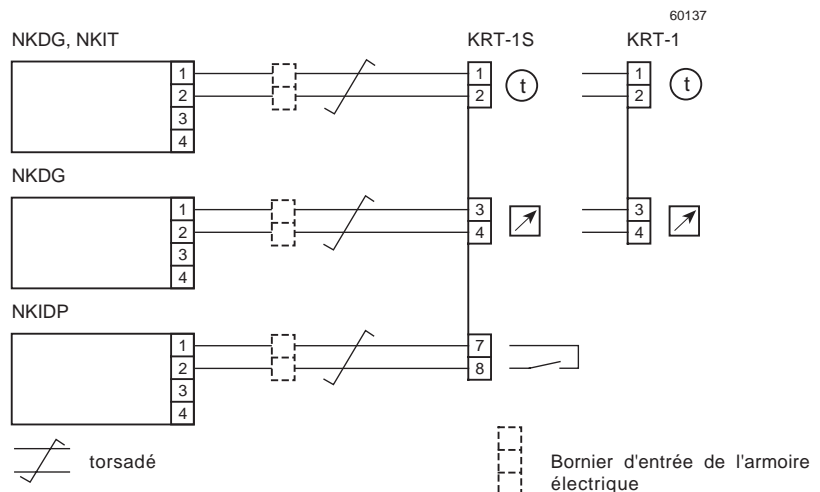 60137
NKDG, NKIT KRT-1S KRT-1
1 1 t 1 t
2 2 2
3
4
NKDG
1 3 3
2 4 4
3
4
NKIDP
1 7
2 8
3
4
torsadé
Bornier d'entrée de l'armoire
électrique